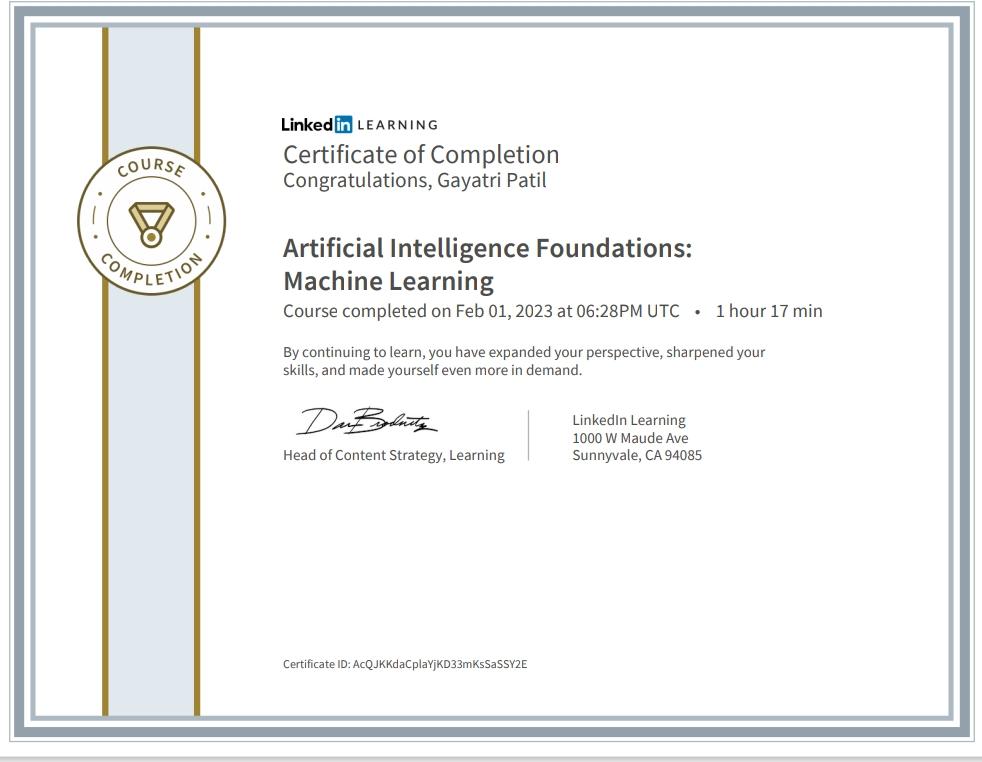 LinkedIn LEARNING
Certificate of Completion
Congratulations, Gayatri Patil
COURSE
COMPLETION
Artificial Intelligence Foundations:
Machine Learning
Course completed on Feb 01, 2023 at 06:28PM UTC • 1 hour 17 min
By continuing to learn, you have expanded your perspective, sharpened your
skills, and made yourself even more in demand.
Head of Content Strategy, Learning
LinkedIn Learning
1000 W Maude Ave
Sunnyvale, CA 94085
Certificate ID: AcQJKKdaCplaYjKD33mKsSaSSY2E